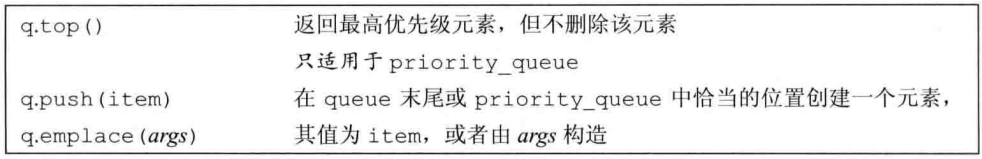 q.top() 返回最高优先级元素，但不删除该元素
只适用于 priority_queue
q.push(item) 在 queue 末尾或 priority_queue 中恰当的位置创建一个元素，
q.emplace(args) 其值为 item，或者由 args 构造